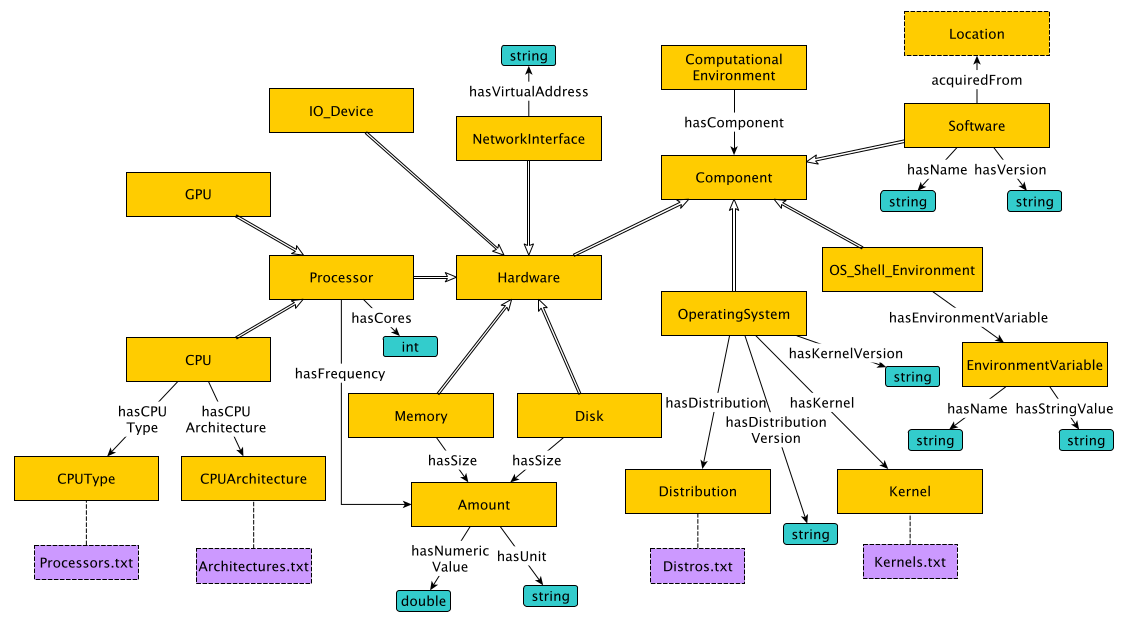 Location
string
Computational
Environment
acquiredFrom
hasVirtualAddress
IO_Device
NetworkInterface
hasComponent
Software
Component
hasName
hasVersion
GPU
string
string
Processor
Hardware
OS_Shell_Environment
hasCores
OperatingSystem
hasEnvironmentVariable
int
CPU
hasKernelVersion
EnvironmentVariable
hasFrequency
string
hasCPU
Type
hasCPU
Architecture
Memory
Disk
hasDistribution
hasKernel
hasName
hasStringValue
hasDistribution
Version
string
string
hasSize
hasSize
CPUType
CPUArchitecture
Amount
Distribution
Kernel
string
hasNumeric
Value
hasUnit
Processors.txt
Architectures.txt
Distros.txt
Kernels.txt
double
string